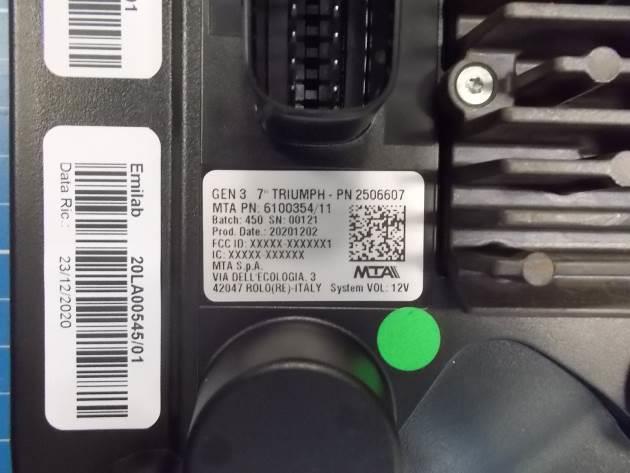 01
Emilab
20LA00545/01
Data Ric.:
23/12/2020
GEN 3 7" TRIUMPH - PN 2506607
MTA PN: 6100354/11
Batch: 450 SN: 00121
Prod. Date.: 20201202
FCC ID: XXXXX-XXXXXX1
IC: XXXXX-XXXXXX
MTA S.p.A.
VIA DELL'ECOLOGIA, 3
42047 ROLO(RE)-ITALY System VOL: 12V
MTA